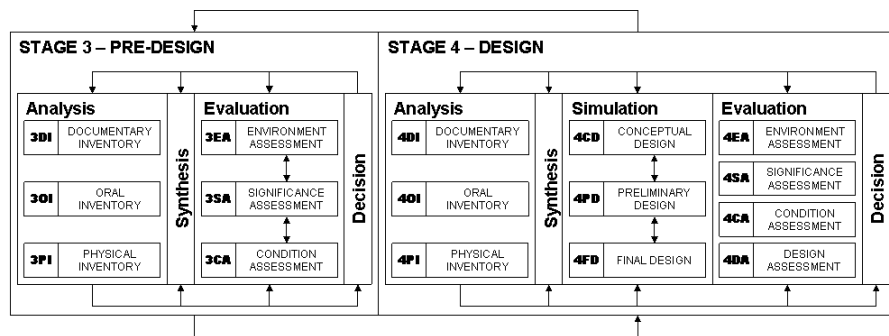 STAGE 3 – PRE-DESIGN
Analysis
3DI DOCUMENTARY
INVENTORY
3OI ORAL
INVENTORY
3PI PHYSICAL
INVENTORY
Synthesis
Evaluation
3EA ENVIRONMENT
ASSESSMENT
3SA SIGNIFICANCE
ASSESSMENT
3CA CONDITION
ASSESSMENT
Decision
STAGE 4 – DESIGN
Analysis
4DI DOCUMENTARY
INVENTORY
4OI ORAL
INVENTORY
4PI PHYSICAL
INVENTORY
Synthesis
Simulation
4CD CONCEPTUAL
DESIGN
4PD PRELIMINARY
DESIGN
4FD FINAL DESIGN
Evaluation
4EA ENVIRONMENT
ASSESSMENT
4SA SIGNIFICANCE
ASSESSMENT
4CA CONDITION
ASSESSMENT
4DA DESIGN
ASSESSMENT
Decision